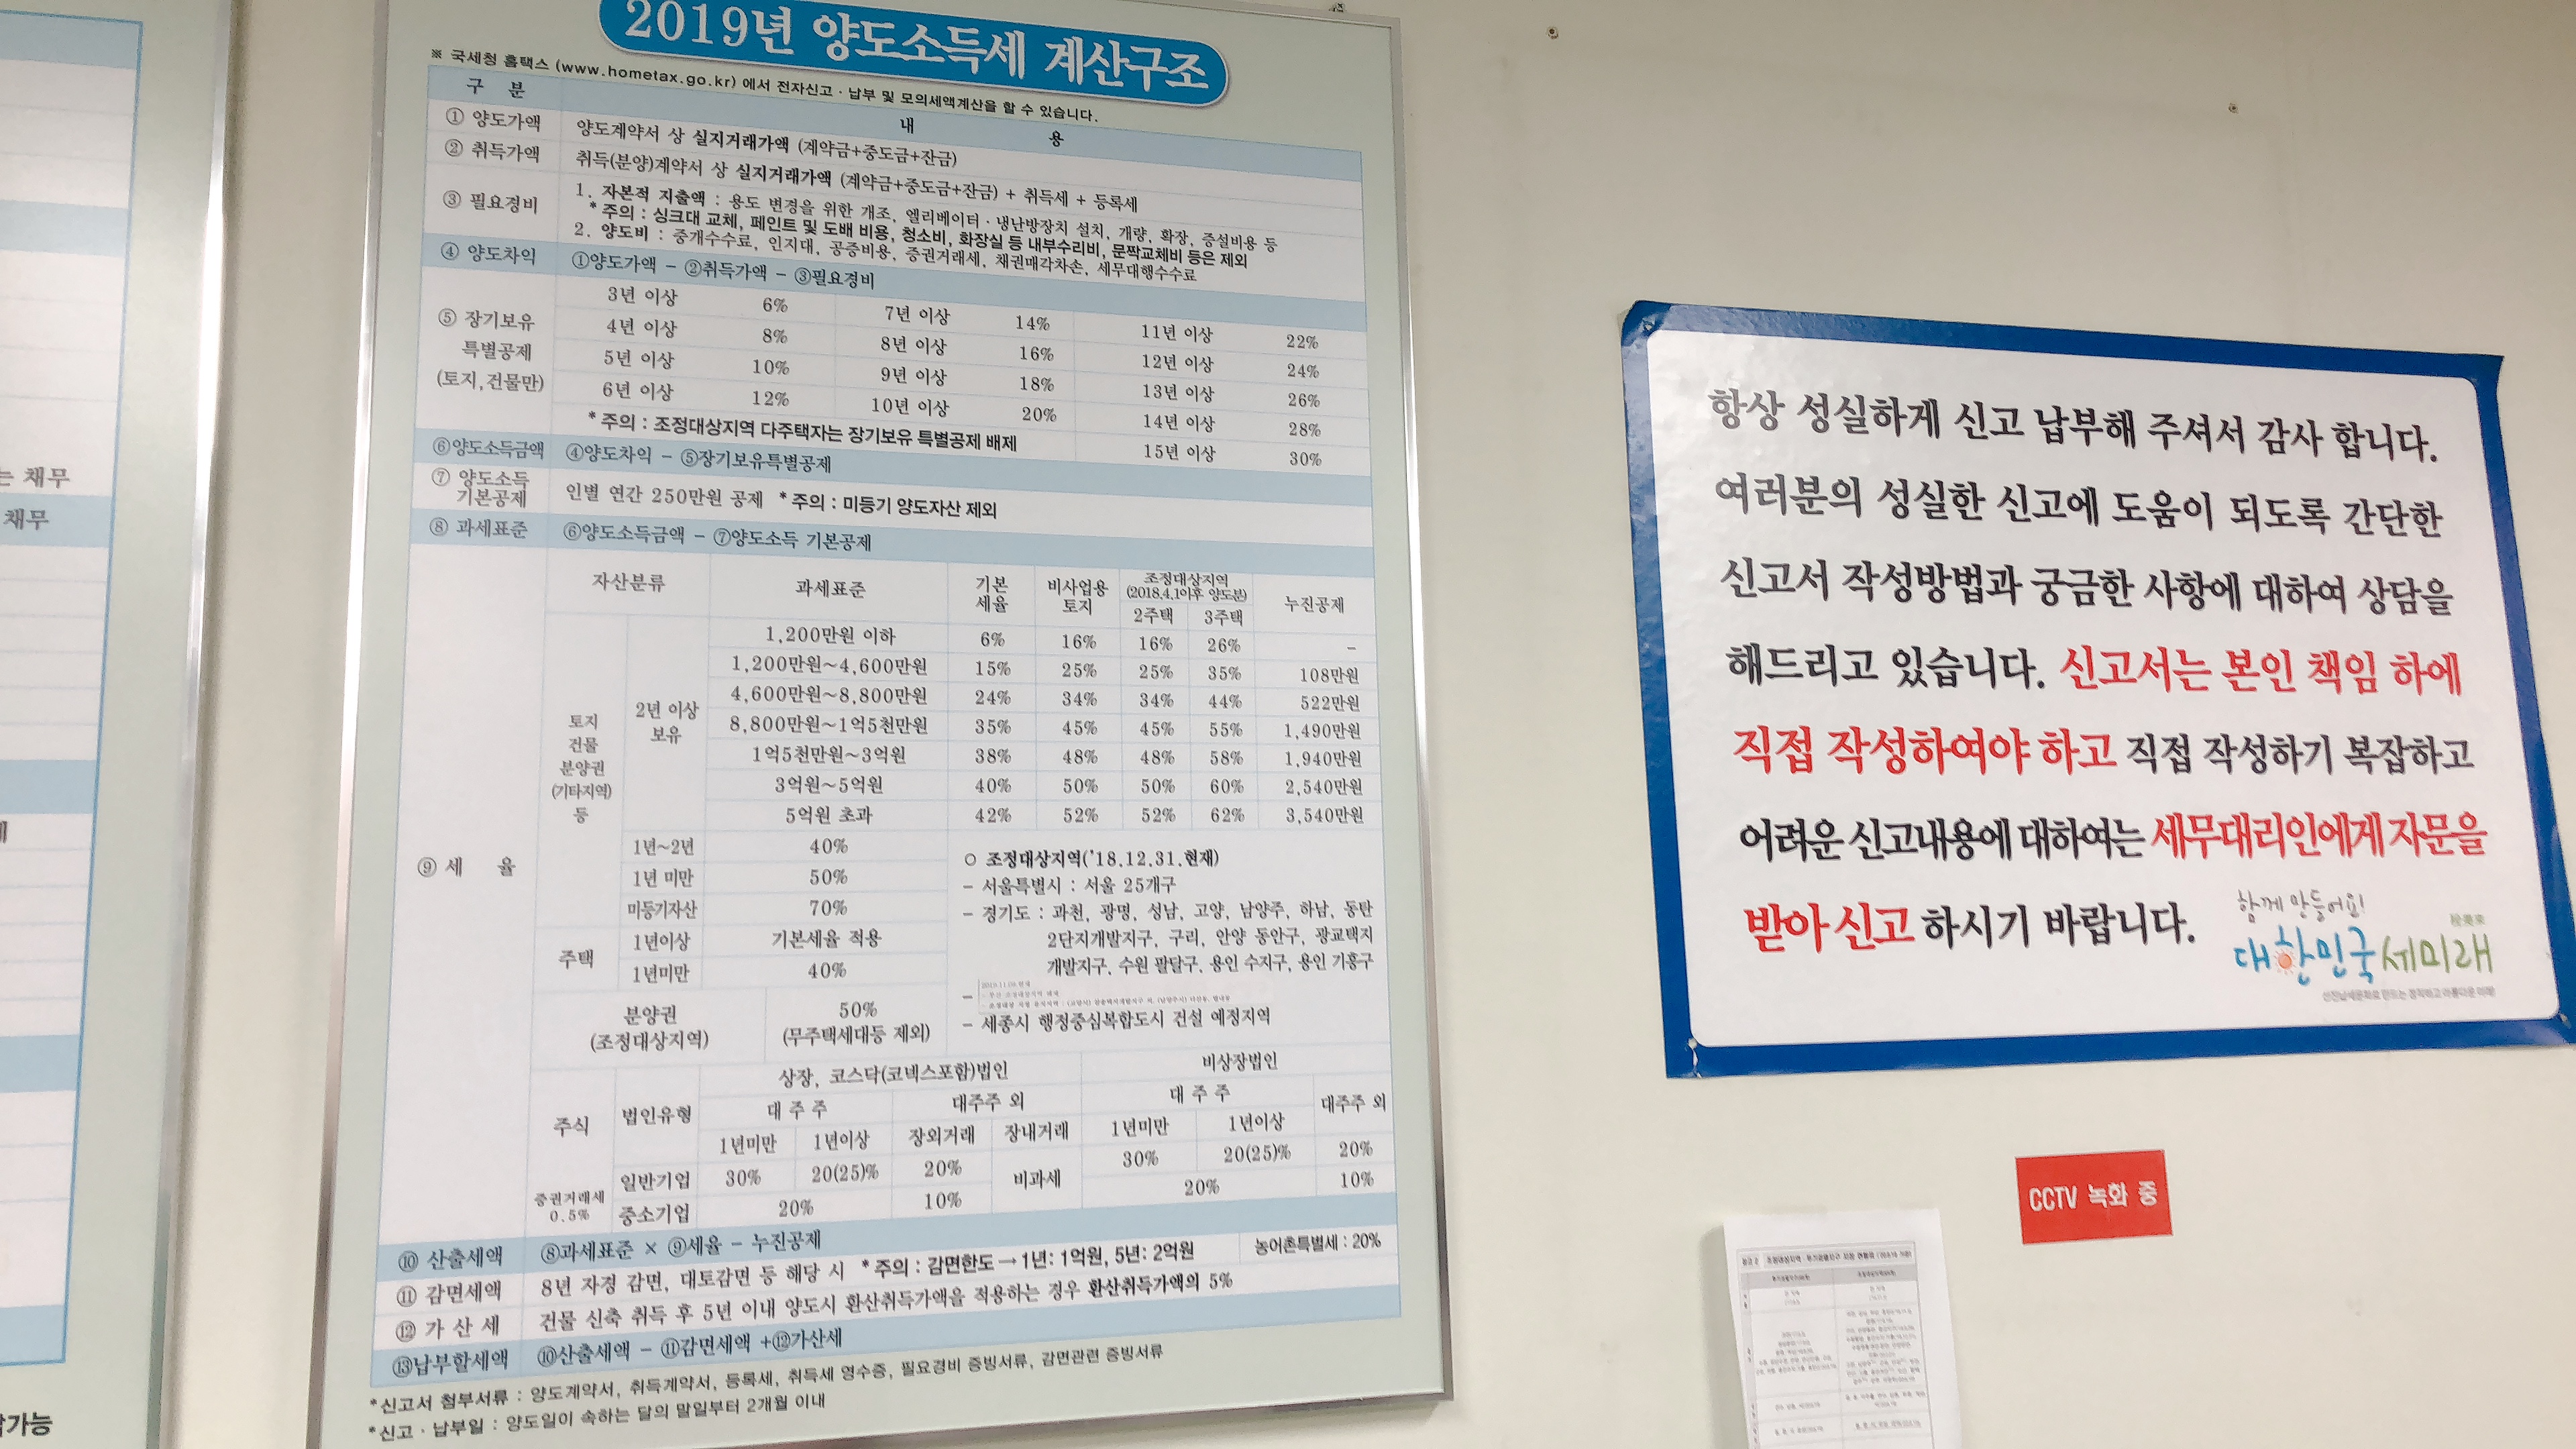 는 채무
채무
가능
2019년 양도소득세 계산구조
※ 국세청 홈택스 (www.hometax.go.kr) 에서 전자신고 · 납부 및 모의세액계산을 할 수 있습니다.
구 분 내 용
① 양도가액 양도계약서 상 실지거래가액 (계약금+중도금+잔금)
② 취득가액 취득(분양)계약서 상 실지거래가액 (계약금+중도금+잔금) + 취득세 + 등록세
③ 필요경비 1. 자본적 지출액 : 용도 변경을 위한 개조, 엘리베이터 · 냉난방장치 설치, 개량, 확장, 증설비용 등
* 주의 : 싱크대 교체, 페인트 및 도배 비용, 청소비, 화장실 등 내부수리비, 문짝교체비 등은 제외
2. 양도비 : 중개수수료, 인지대, 공증비용, 증권거래세, 채권매각차손, 세무대행수수료
④ 양도차익 ①양도가액 - ②취득가액 - ③필요경비
⑤ 장기보유
특별공제
(토지,건물만)
3년 이상 6% 7년 이상 14% 11년 이상 22%
4년 이상 8% 8년 이상 16% 12년 이상 24%
5년 이상 10% 9년 이상 18% 13년 이상 26%
6년 이상 12% 10년 이상 20% 14년 이상 28%
* 주의 : 조정대상지역 다주택자는 장기보유 특별공제 배제 15년 이상 30%
⑥양도소득금액 ④양도차익 - ⑤장기보유특별공제
⑦ 양도소득
기본공제
인별 연간 250만원 공제 * 주의 : 미등기 양도자산 제외
⑧ 과세표준 ⑥양도소득금액 - ⑦양도소득 기본공제
⑨ 세 율
자산분류 과세표준 기본
세율 비사업용
토지 조정대상지역
(2018.4.1이후 양도분) 누진공제
2주택 3주택
토지
건물
분양권
(기타지역)
등
2년 이상
보유
1,200만원 이하 6% 16% 16% 26% -
1,200만원~4,600만원 15% 25% 25% 35% 108만원
4,600만원~8,800만원 24% 34% 34% 44% 522만원
8,800만원~1억5천만원 35% 45% 45% 55% 1,490만원
1억5천만원~3억원 38% 48% 48% 58% 1,940만원
3억원~5억원 40% 50% 50% 60% 2,540만원
5억원 초과 42% 52% 52% 62% 3,540만원
1년~2년 40%
1년 미만 50%
미등기자산 70%
주택
1년이상 기본세율 적용
1년미만 40%
분양권
(조정대상지역)
50%
(무주택세대등 제외)
○ 조정대상지역('18.12.31.현재)
- 서울특별시 : 서울 25개구
- 경기도 : 과천, 광명, 성남, 고양, 남양주, 하남, 동탄
2단지개발지구, 구리, 안양 동안구, 광교택지
개발지구, 수원 팔달구, 용인 수지구, 용인 기흥구
-
- 세종시 행정중심복합도시 건설 예정지역
주식
증권거래세
0.5%
법인유형 상장, 코스닥(코넥스포함)법인 비상장법인
대 주 주 대주주 외 대 주 주 대주주 외
1년미만 1년이상 장외거래 장내거래 1년미만 1년이상
일반기업 30% 20(25)% 20% 비과세 30% 20(25)% 20%
중소기업 20% 10% 20% 10%
⑩ 산출세액 ⑧과세표준 × ⑨세율 - 누진공제
⑪ 감면세액 8년 자경 감면, 대토감면 등 해당 시 * 주의 : 감면한도→1년: 1억원, 5년: 2억원 농어촌특별세 : 20%
⑫ 가 산 세 건물 신축 취득 후 5년 이내 양도시 환산취득가액을 적용하는 경우 환산취득가액의 5%
⑬납부할세액 ⑩산출세액 - ⑪감면세액 +⑫가산세
*신고서 첨부서류 : 양도계약서, 취득계약서, 등록세, 취득세 영수증, 필요경비 증빙서류, 감면관련 증빙서류
*신고 · 납부일 : 양도일이 속하는 달의 말일부터 2개월 이내
항상 성실하게 신고 납부해 주셔서 감사 합니다.
여러분의 성실한 신고에 도움이 되도록 간단한
신고서 작성방법과 궁금한 사항에 대하여 상담을
해드리고 있습니다. 신고서는 본인 책임 하에
직접 작성하여야 하고 직접 작성하기 복잡하고
어려운 신고내용에 대하여는 세무대리인에게 자문을
받아 신고 하시기 바랍니다.
함께 만들어요!
대한민국 세미래
CCTV 녹화 중